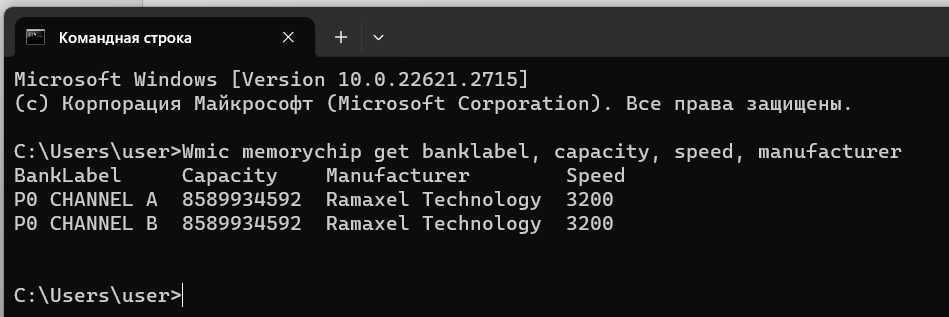 Командная строка
Microsoft Windows [Version 10.0.22621.2715]
(c) Корпорация Майкрософт (Microsoft Corporation). Все права защищены.
C:\Users\user>Wmic memorychip get banklabel, capacity, speed, manufacturer
BankLabel     Capacity    Manufacturer        Speed
P0 CHANNEL A  8589934592  Ramaxel Technology  3200
P0 CHANNEL B  8589934592  Ramaxel Technology  3200
C:\Users\user>